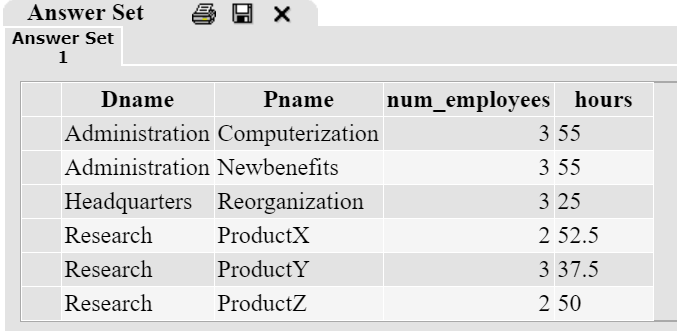 Answer Set
Answer Set
1
Dname Pname num_employees hours
Administration Computerization 3 55
Administration Newbenefits 3 55
Headquarters Reorganization 3 25
Research ProductX 2 52.5
Research ProductY 3 37.5
Research ProductZ 2 50